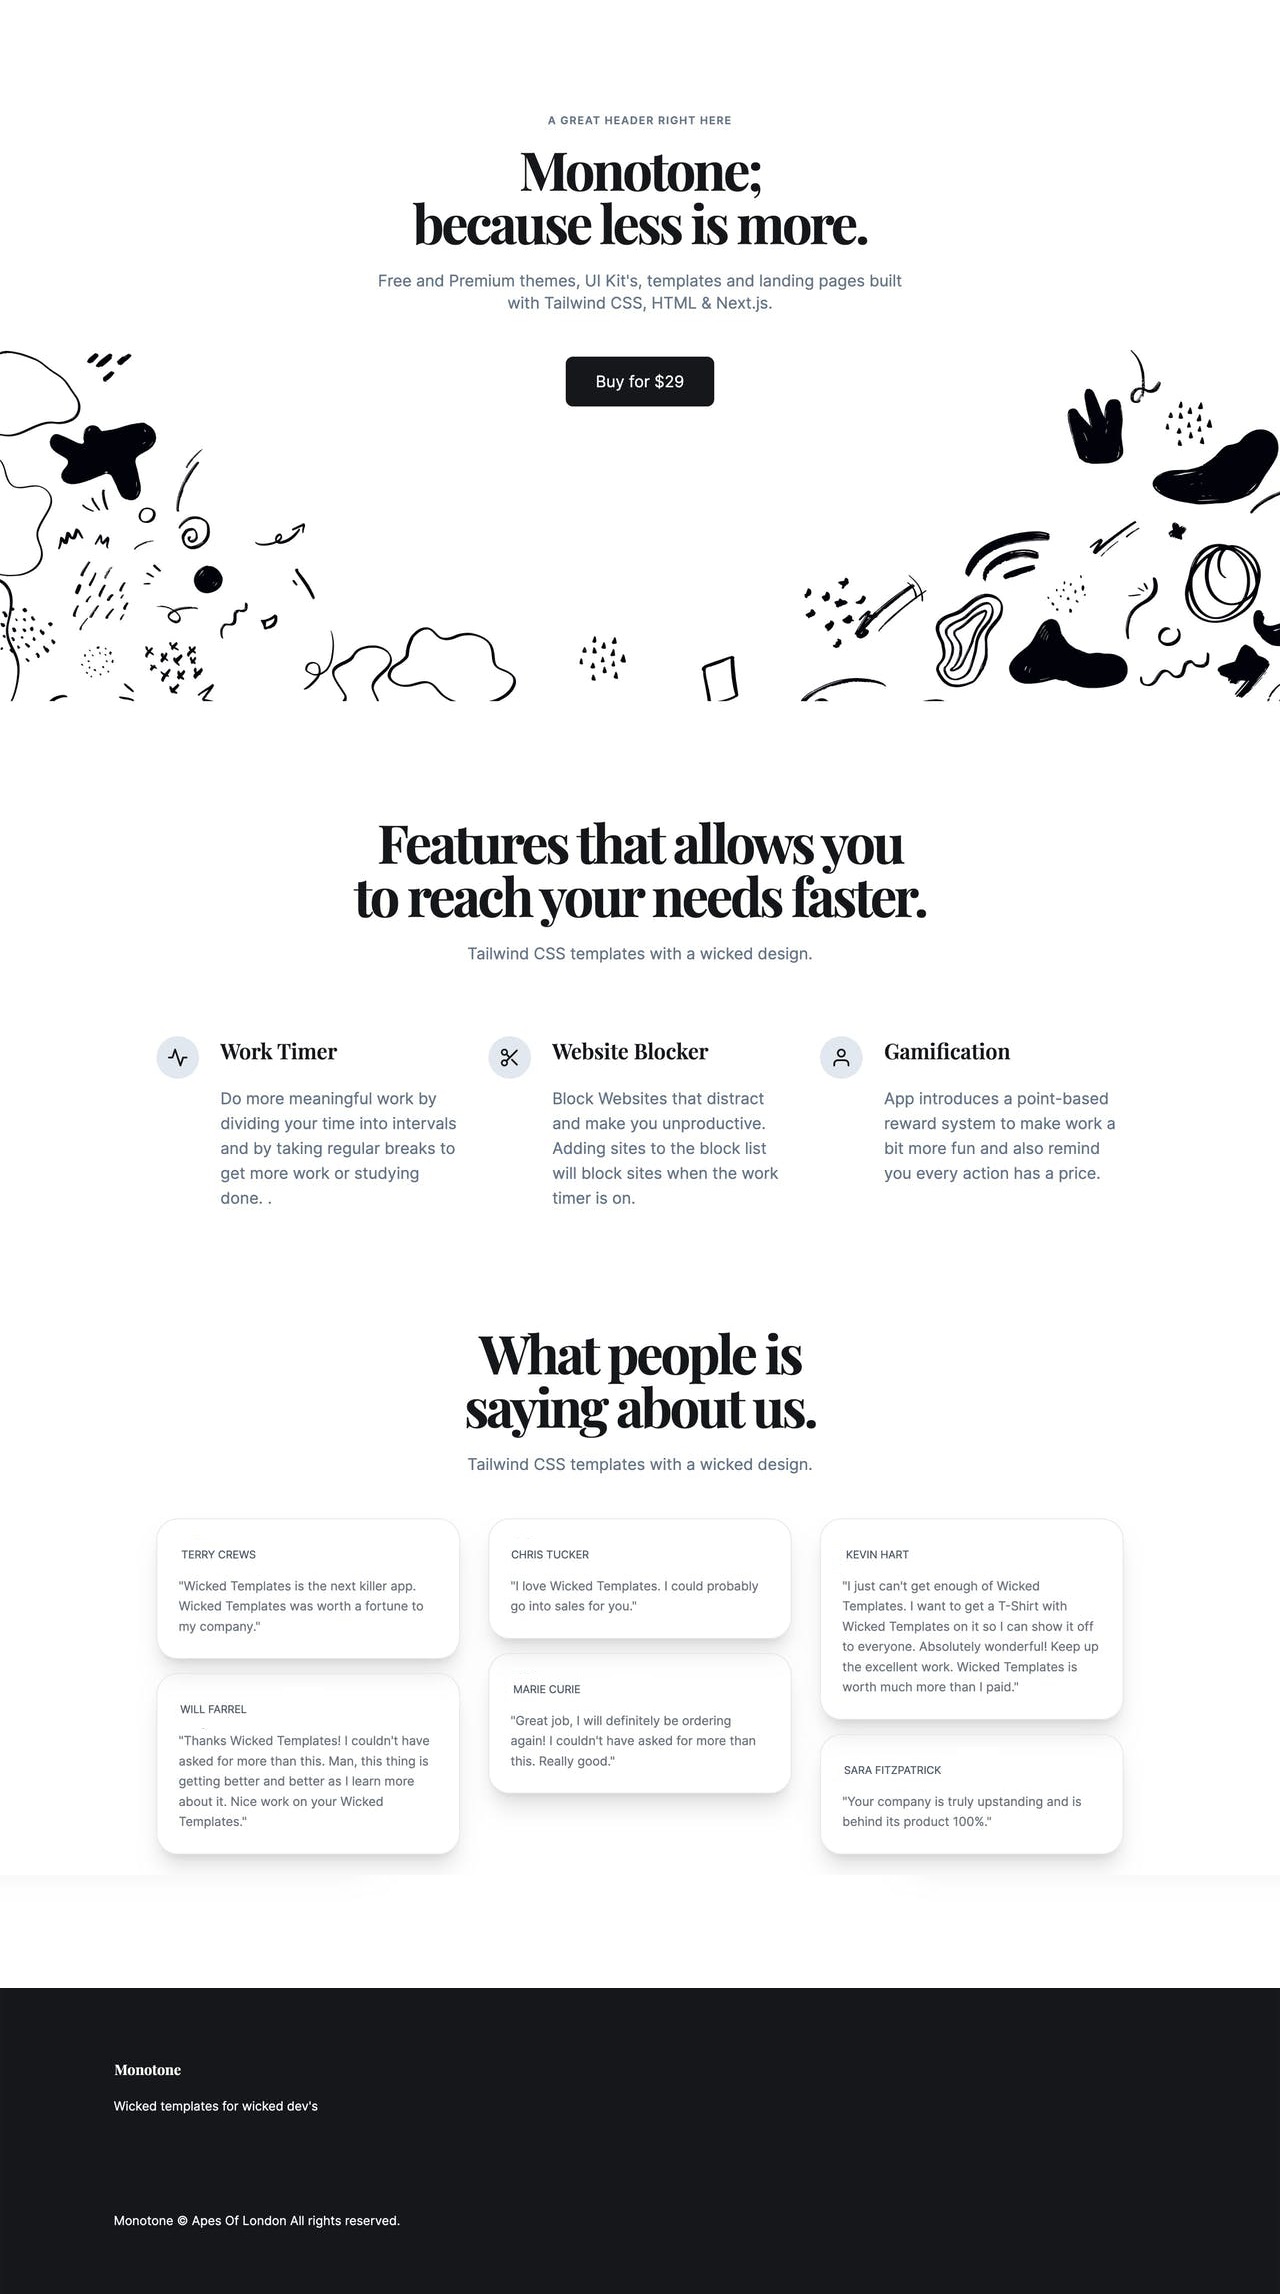 A GREAT HEADER RIGHT HERE
Monotone;
because less is more.
Free and Premium themes, UI Kit's, templates and landing pages built
with Tailwind CSS, HTML & Next.js.
Buy for $29
Features that allows you
to reach your needs faster.
Tailwind CSS templates with a wicked design.
Work Timer
Do more meaningful work by
dividing your time into intervals
and by taking regular breaks to
get more work or studying
done. .
Website Blocker
Block Websites that distract
and make you unproductive.
Adding sites to the block list
will block sites when the work
timer is on.
Gamification
App introduces a point-based
reward system to make work a
bit more fun and also remind
you every action has a price.
What people is
saying about us.
Tailwind CSS templates with a wicked design.
TERRY CREWS
"Wicked Templates is the next killer app.
Wicked Templates was worth a fortune to
my company."
WILL FARREL
"Thanks Wicked Templates! I couldn't have
asked for more than this. Man, this thing is
getting better and better as I learn more
about it. Nice work on your Wicked
Templates."
CHRIS TUCKER
"I love Wicked Templates. I could probably
go into sales for you."
MARIE CURIE
"Great job, I will definitely be ordering
again! I couldn't have asked for more than
this. Really good."
KEVIN HART
"I just can't get enough of Wicked
Templates. I want to get a T-Shirt with
Wicked Templates on it so I can show it off
to everyone. Absolutely wonderful! Keep up
the excellent work. Wicked Templates is
worth much more than I paid."
SARA FITZPATRICK
"Your company is truly upstanding and is
behind its product 100%."
Monotone
Wicked templates for wicked dev's
Monotone © Apes Of London All rights reserved.